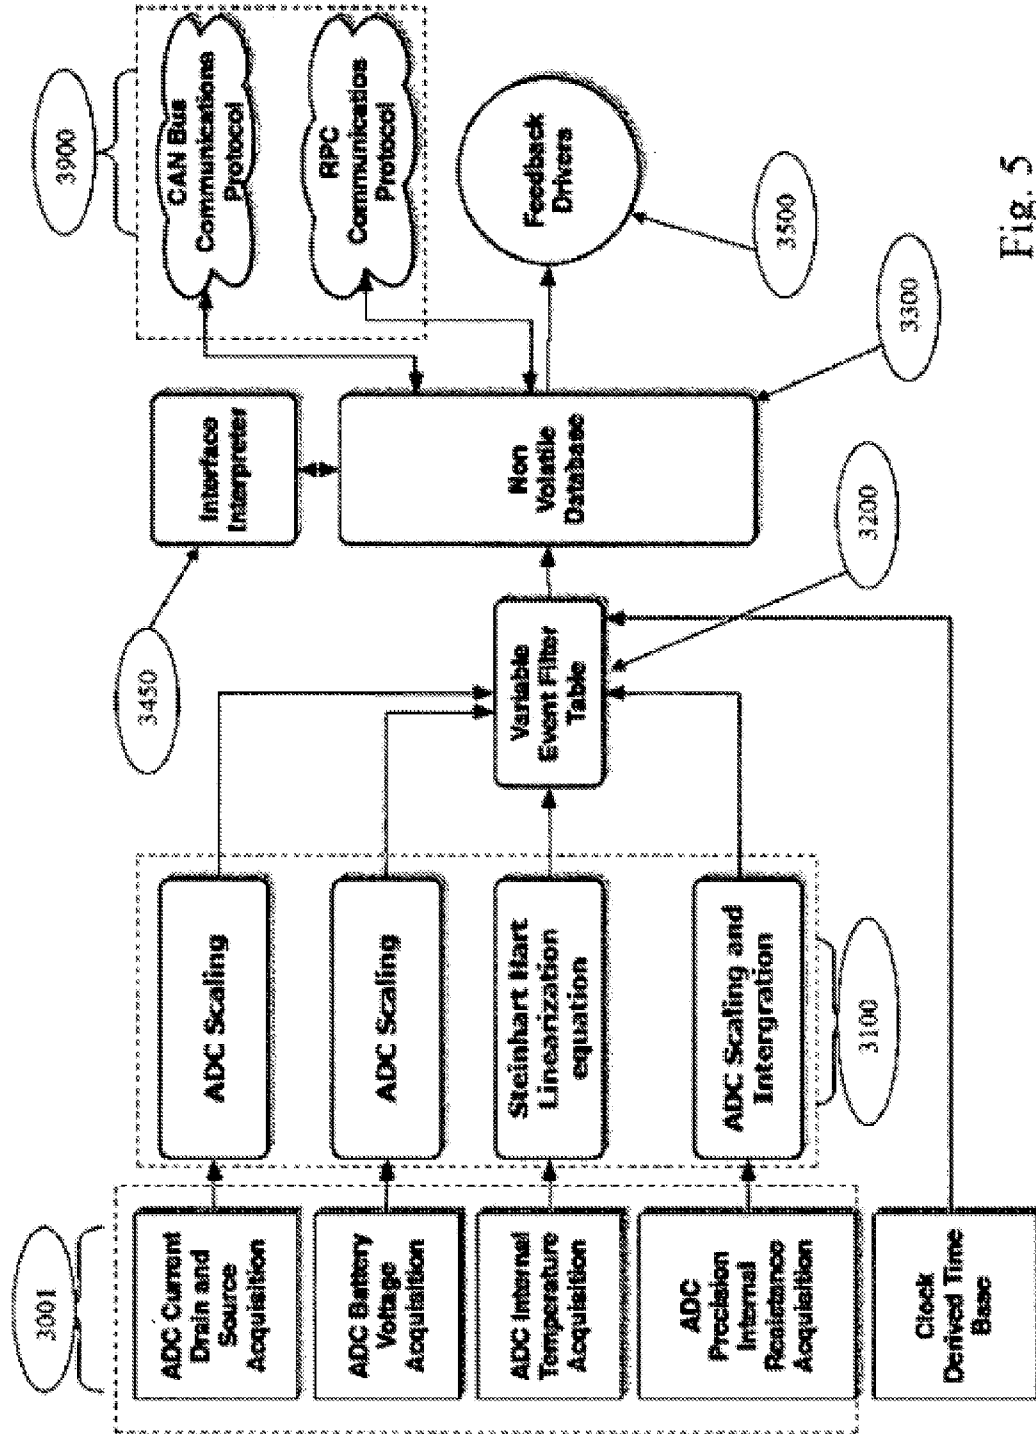 3001
ADC Current
Drain and
Source
Acquisition
ADC Battery
Voltage
Acquisition
ADC Internal
Temperature
Acquisition
ADC
Precision
Internal
Resistance
Acquisition
Clock
Derived Time
Base
ADC Scaling
ADC Scaling
Steinhart Hart
Linearization
equation
ADC Scaling and
Intergration
3100
Variable
Event Filter
Table
3200
3450
Interface
Interpreter
Non
Volatile
Database
3300
3900
CAN Bus
Communications
Protocol
RPC
Communication
Protocol
Feedback
Drivers
3500
Fig. 5